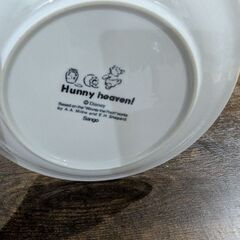 Hunny heaven!
© Disney
Based on the "Winnie the Pooh" works
by A. A. Milne and E.H. Shepard
Sango